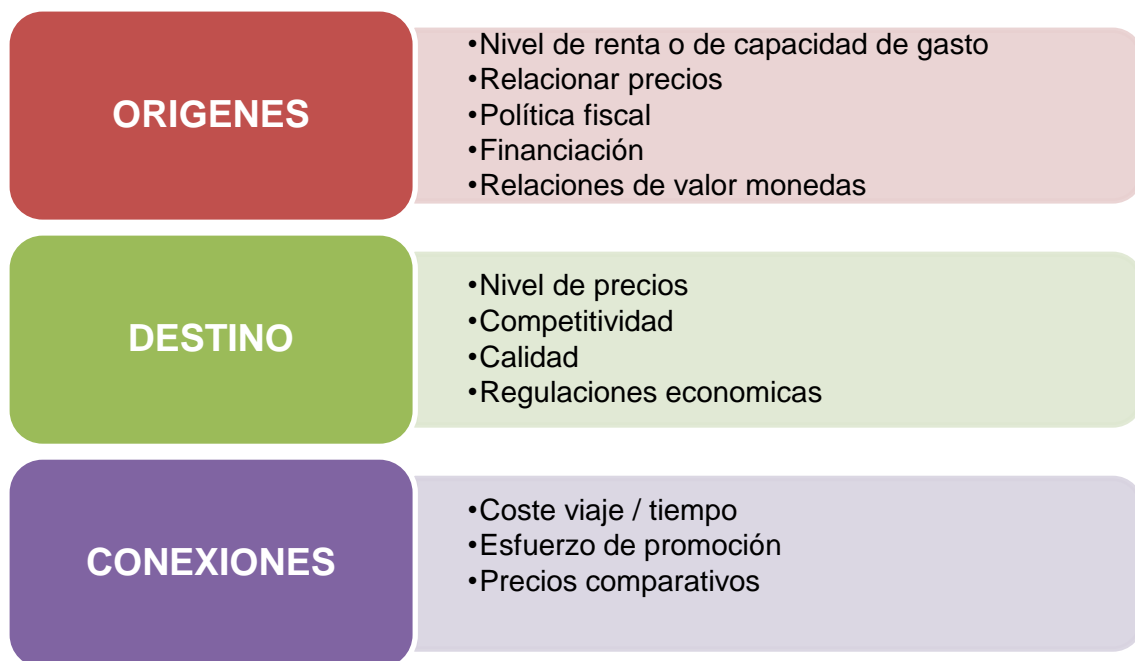 ORIGENES
•Nivel de renta o de capacidad de gasto
•Relacionar precios
•Política fiscal
•Financiación
•Relaciones de valor monedas
DESTINO
•Nivel de precios
•Competitividad
•Calidad
•Regulaciones economicas
CONEXIONES
•Coste viaje / tiempo
•Esfuerzo de promoción
•Precios comparativos